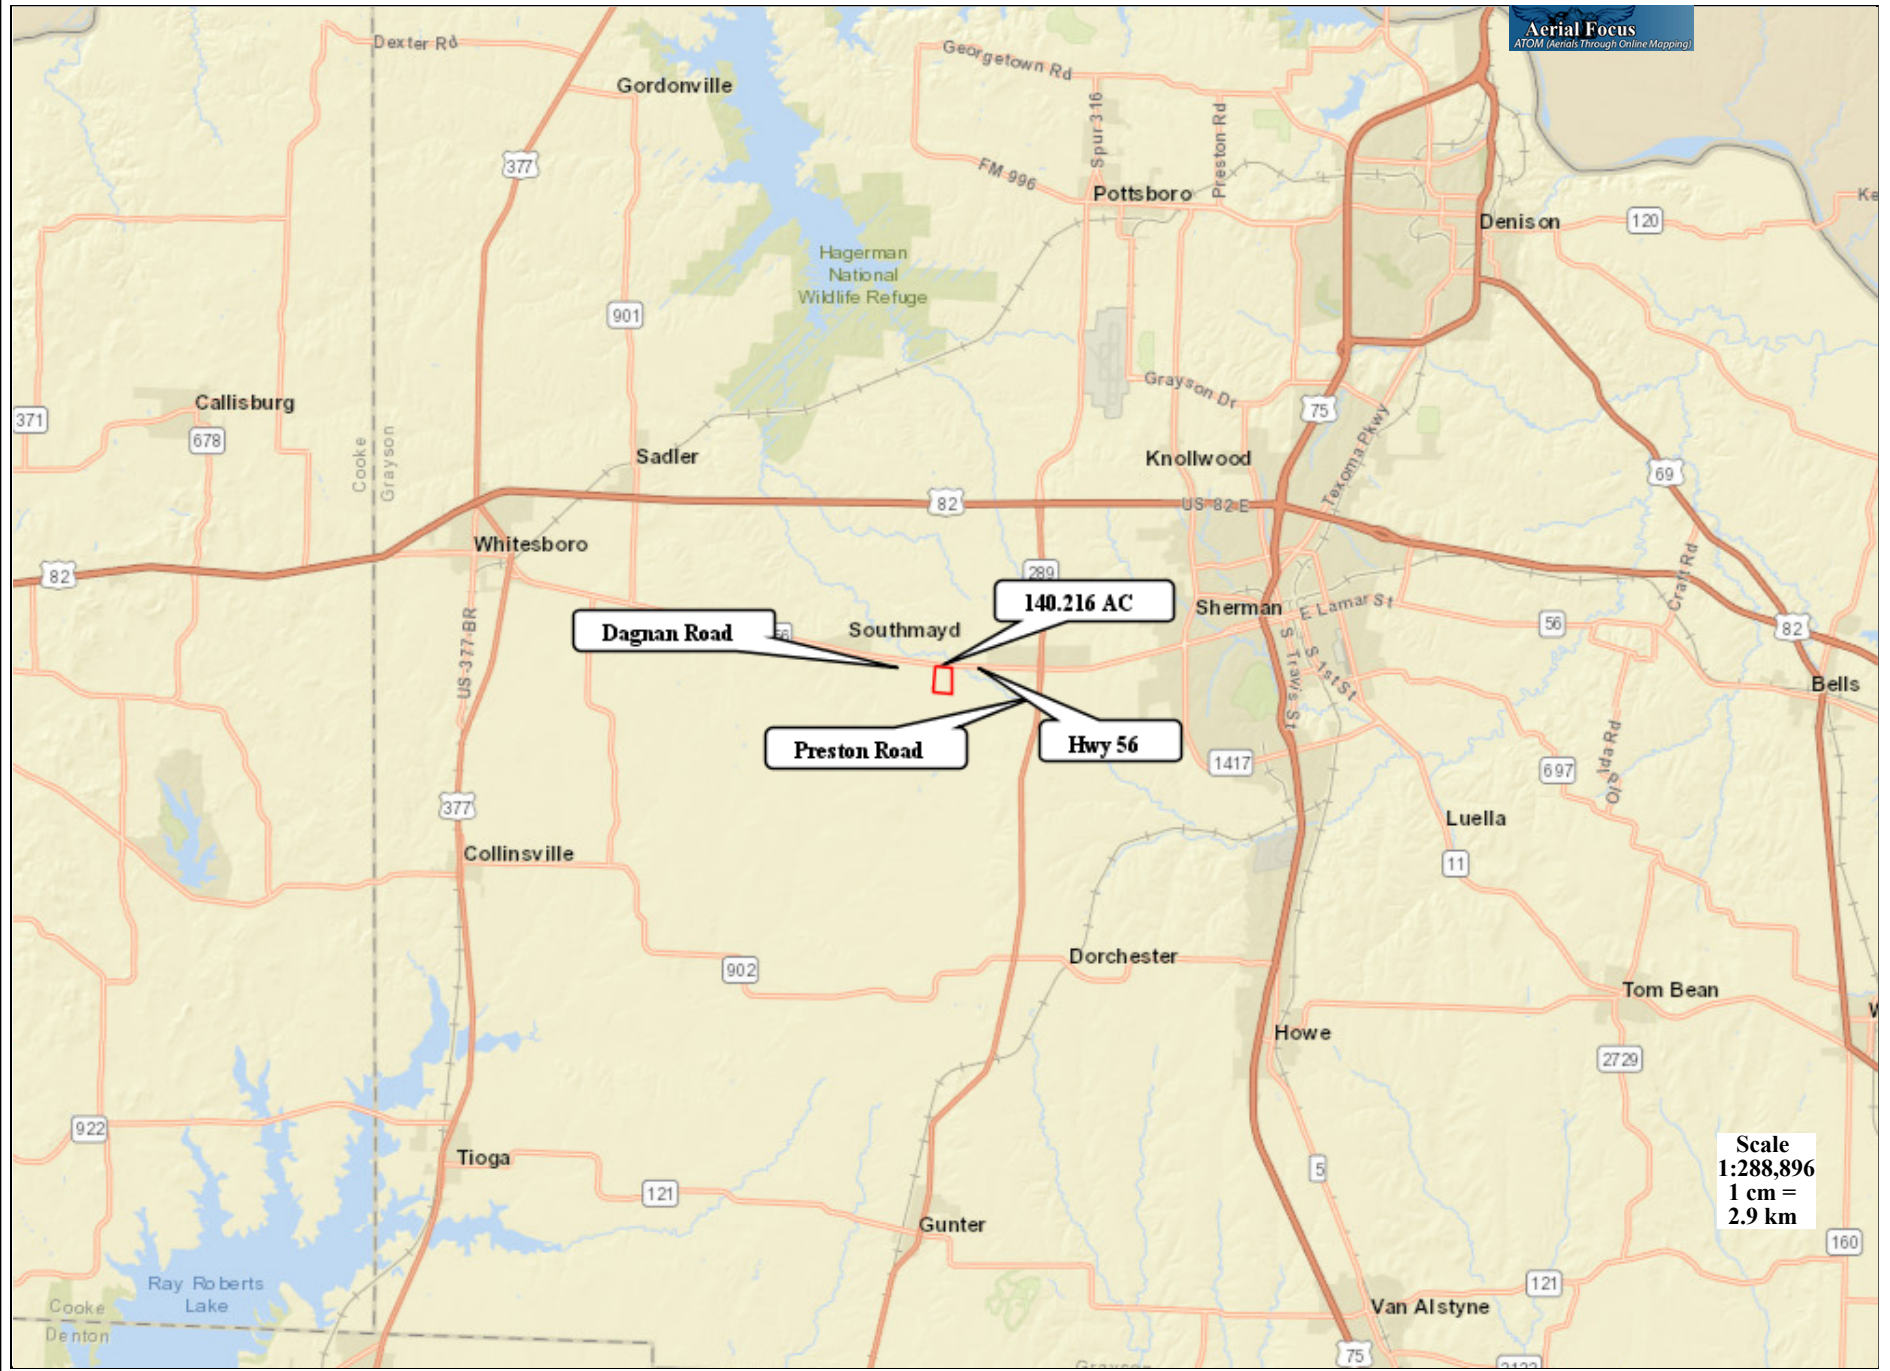 Aerial Focus
ATOM (Aerials Through Online Mapping)
Dexter Rd
Georgetown Rd
Gordonville
Spur 316
Preston Rd
377
FM 996
Pottsboro
Denison
120
Hagerman
National
Wildlife Refuge
901
Grayson Dr
Callisburg
371
678
75
Cooke
Grayson
Sadler
Knollwood
Texoma Pkwy
69
82
US 82 E
Whitesboro
82
289
Craft Rd
140.216 AC
Sherman
E Lamar St
Dagnan Road
Southmayd
56
82
US-377 BR
S Travis St
S 1st St
Bells
Preston Road
Hwy 56
1417
697
Old Ida Rd
377
Luella
Collinsville
11
902
Dorchester
Tom Bean
Howe
2729
922
Scale
1:288,896
1 cm =
2.9 km
Tioga
5
121
Gunter
160
Ray Roberts
Lake
121
Cooke
Denton
Van Alstyne
75
Grayson